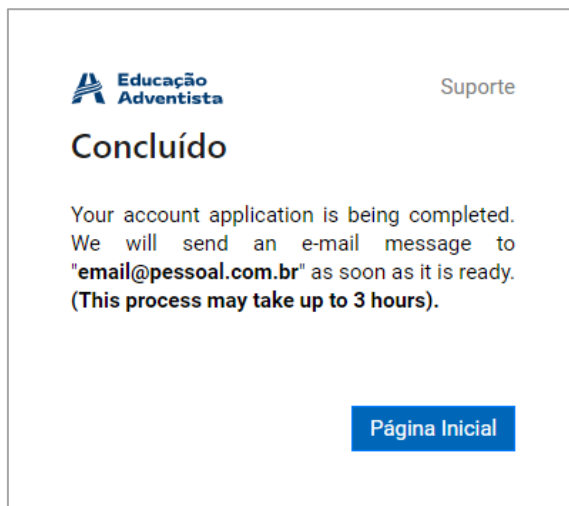 Educação
Adventista
Suporte
Concluído
Your account application is being completed.
We will send an e-mail message to
"email@pessoal.com.br" as soon as it is ready.
(This process may take up to 3 hours).
Página Inicial